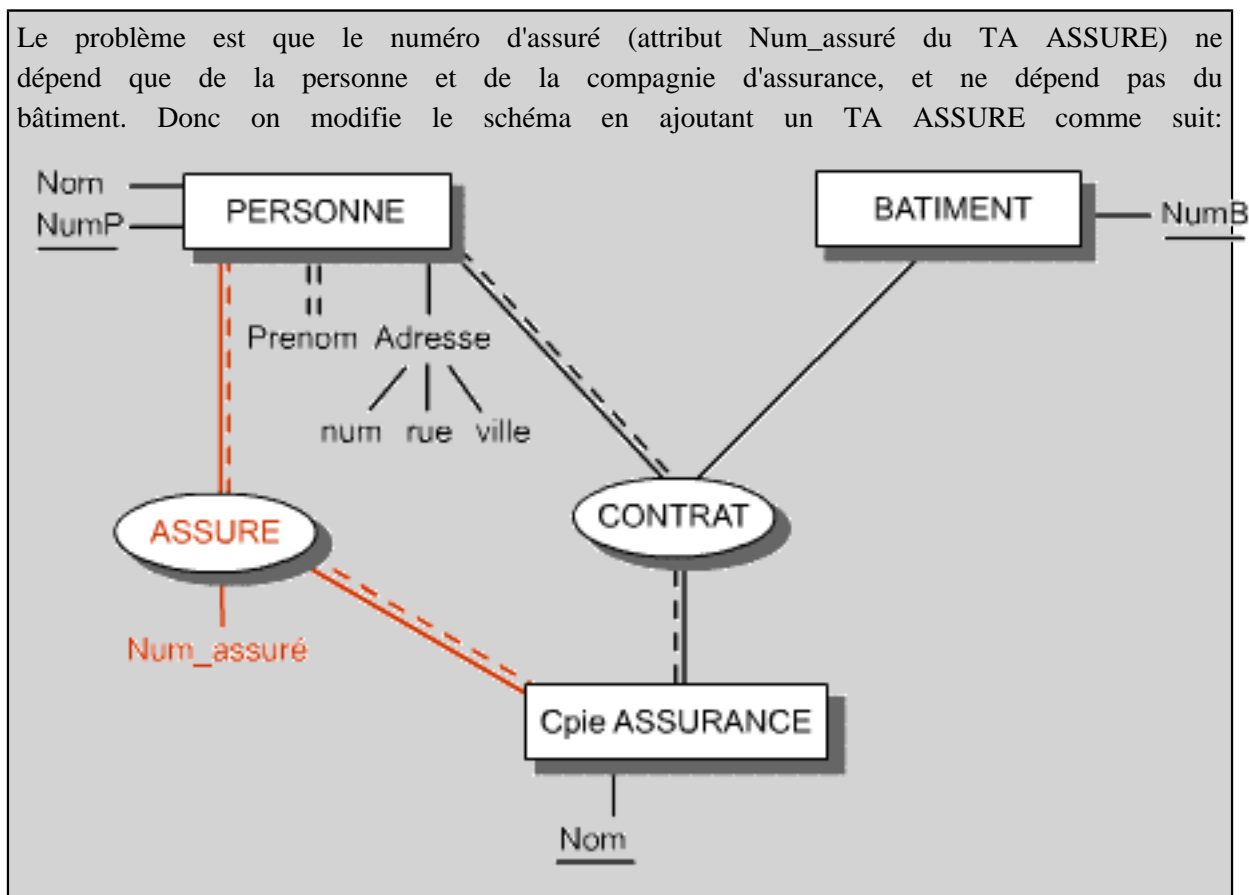 Le problème est que le numéro d'assuré (attribut Num_assuré du TA ASSURE) ne
dépend que de la personne et de la compagnie d'assurance, et ne dépend pas du
bâtiment. Donc on modifie le schéma en ajoutant un TA ASSURE comme suit:
Nom
NumP
PERSONNE
BATIMENT
NumB
Prenom
Adresse
num
rue
ville
ASSURE
CONTRAT
Num_assuré
Cpie ASSURANCE
Nom